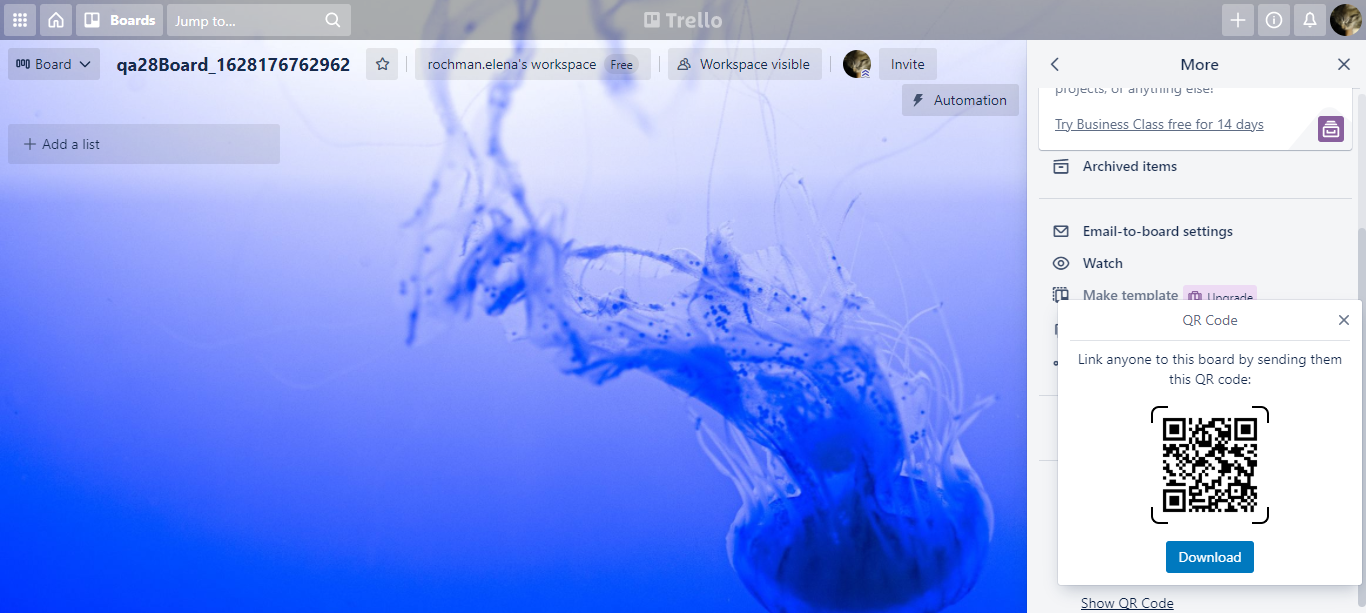 Boards
Jump to...
Trello
Board
qa28Board_1628176762962
rochman.elena's workspace Free
Workspace visible
Invite
Automation
Add a list
More
projects, or anything else!
Try Business Class free for 14 days
Archived items
Email-to-board settings
Watch
Make template Upgrade
QR Code
Link anyone to this board by sending them
this QR code:
Download
Show QR Code